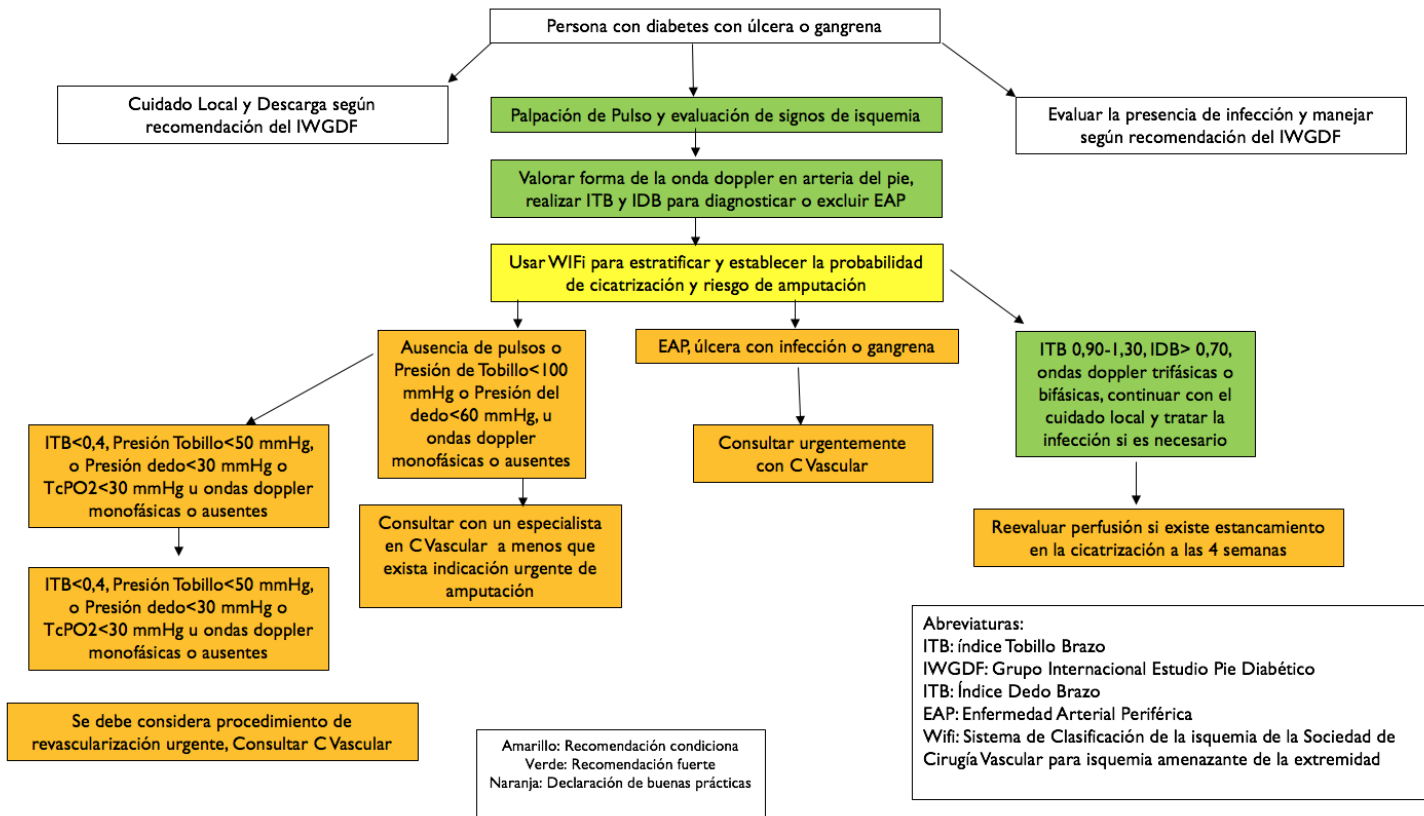 Persona con diabetes con úlcera o gangrena
Cuidado Local y Descarga según
recomendación del IWGDF
Palpación de Pulso y evaluación de signos de isquemia
Evaluar la presencia de infección y manejar
según recomendación del IWGDF
Valorar forma de la onda doppler en arteria del pie,
realizar ITB y IDB para diagnosticar o excluir EAP
Usar WIFi para estratificar y establecer la probabilidad
de cicatrización y riesgo de amputación
Ausencia de pulsos o
Presión de Tobillo<100
mmHg o Presión del
dedo<60 mmHg, u
ondas doppler
monofásicas o ausentes
EAP, úlcera con infección o gangrena
ITB 0,90-1,30, IDB> 0,70,
ondas doppler trifásicas o
bifásicas, continuar con el
cuidado local y tratar la
infección si es necesario
ITB<0,4, Presión Tobillo<50 mmHg,
o Presión dedo<30 mmHg o
TcPO2<30 mmHg u ondas doppler
monofásicas o ausentes
Consultar urgentemente
con C Vascular
Consultar con un especialista
en C Vascular a menos que
exista indicación urgente de
amputación
Reevaluar perfusión si existe estancamiento
en la cicatrización a las 4 semanas
ITB<0,4, Presión Tobillo<50 mmHg,
o Presión dedo<30 mmHg o
TcPO2<30 mmHg u ondas doppler
monofásicas o ausentes
Se debe considera procedimiento de
revascularización urgente, Consultar C Vascular
Amarillo: Recomendación condiciona
Verde: Recomendación fuerte
Naranja: Declaración de buenas prácticas
Abreviaturas:
ITB: índice Tobillo Brazo
IWGDF: Grupo Internacional Estudio Pie Diabético
ITB: Índice Dedo Brazo
EAP: Enfermedad Arterial Periférica
Wifi: Sistema de Clasificación de la isquemia de la Sociedad de
Cirugía Vascular para isquemia amenazante de la extremidad